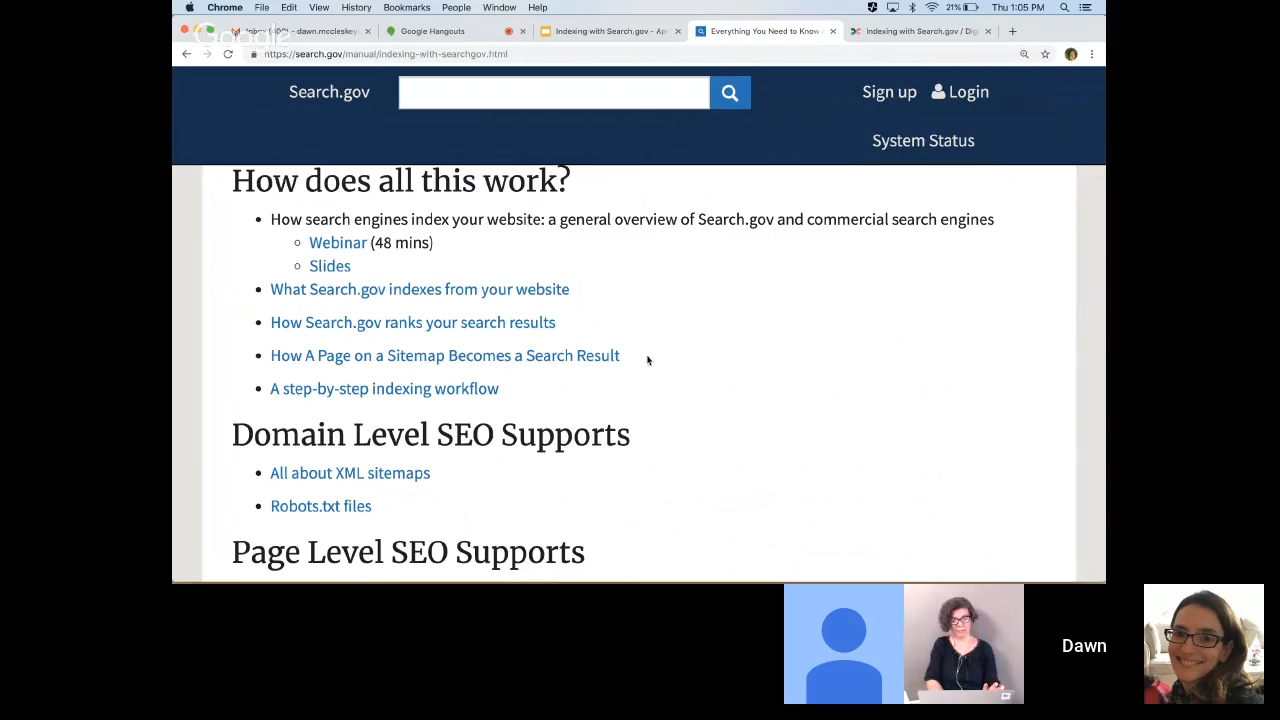 Chrome File Edit View History Bookmarks People Window Help 21% Thu 1:05 PM
Google
dawn.mccleskey
Google Hangouts
Indexing with Search.gov - Ap
Everything You Need to Know
Indexing with Search.gov / Dig
https://search.gov/manual/indexing-with-searchgov.html
Search.gov
Sign up Login
System Status
How does all this work?
• How search engines index your website: a general overview of Search.gov and commercial search engines
Webinar (48 mins)
Slides
• What Search.gov indexes from your website
• How Search.gov ranks your search results
• How A Page on a Sitemap Becomes a Search Result
• A step-by-step indexing workflow
Domain Level SEO Supports
• All about XML sitemaps
• Robots.txt files
Page Level SEO Supports
Dawn